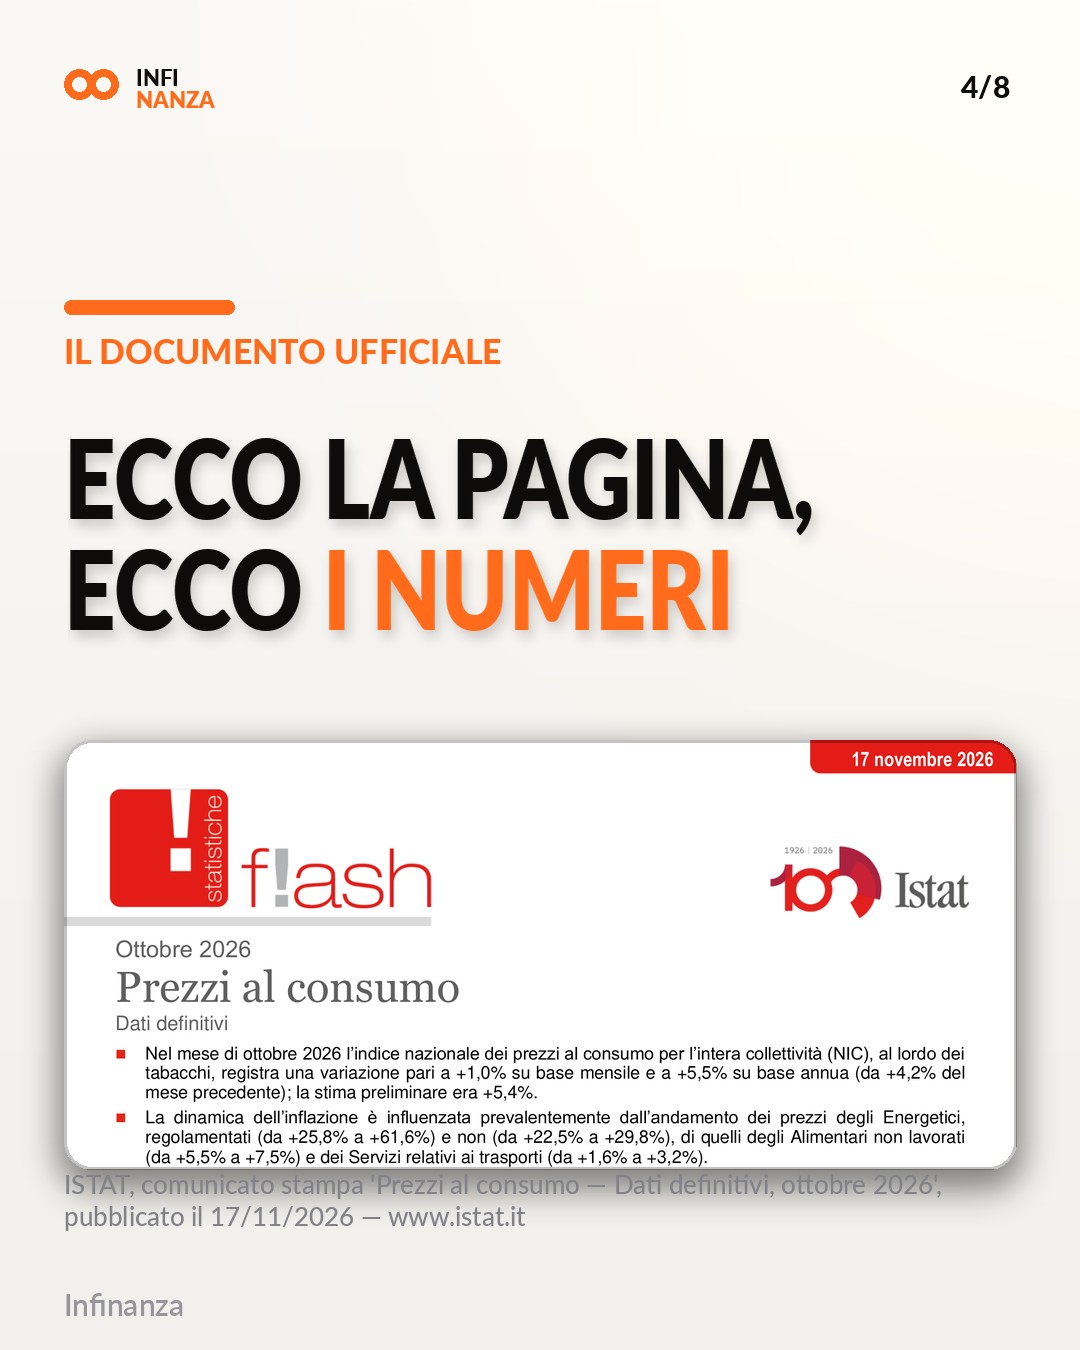 INFI
NANZA
4/8
IL DOCUMENTO UFFICIALE
ECCO LA PAGINA,
ECCO I NUMERI
17 novembre 2026
statistiche
f!ash
1926 | 2026
100
Istat
Ottobre 2026
Prezzi al consumo
Dati definitivi
Nel mese di ottobre 2026 l'indice nazionale dei prezzi al consumo per l'intera collettività (NIC), al lordo dei
tabacchi, registra una variazione pari a +1,0% su base mensile e a +5,5% su base annua (da +4,2% del
mese precedente); la stima preliminare era +5,4%.
La dinamica dell'inflazione è influenzata prevalentemente dall'andamento dei prezzi degli Energetici,
regolamentati (da +25,8% a +61,6%) e non (da +22,5% a +29,8%), di quelli degli Alimentari non lavorati
(da +5,5% a +7,5%) e dei Servizi relativi ai trasporti (da +1,6% a +3,2%).
ISTAT, comunicato stampa 'Prezzi al consumo — Dati definitivi, ottobre 2026',
pubblicato il 17/11/2026 — www.istat.it
Infinanza